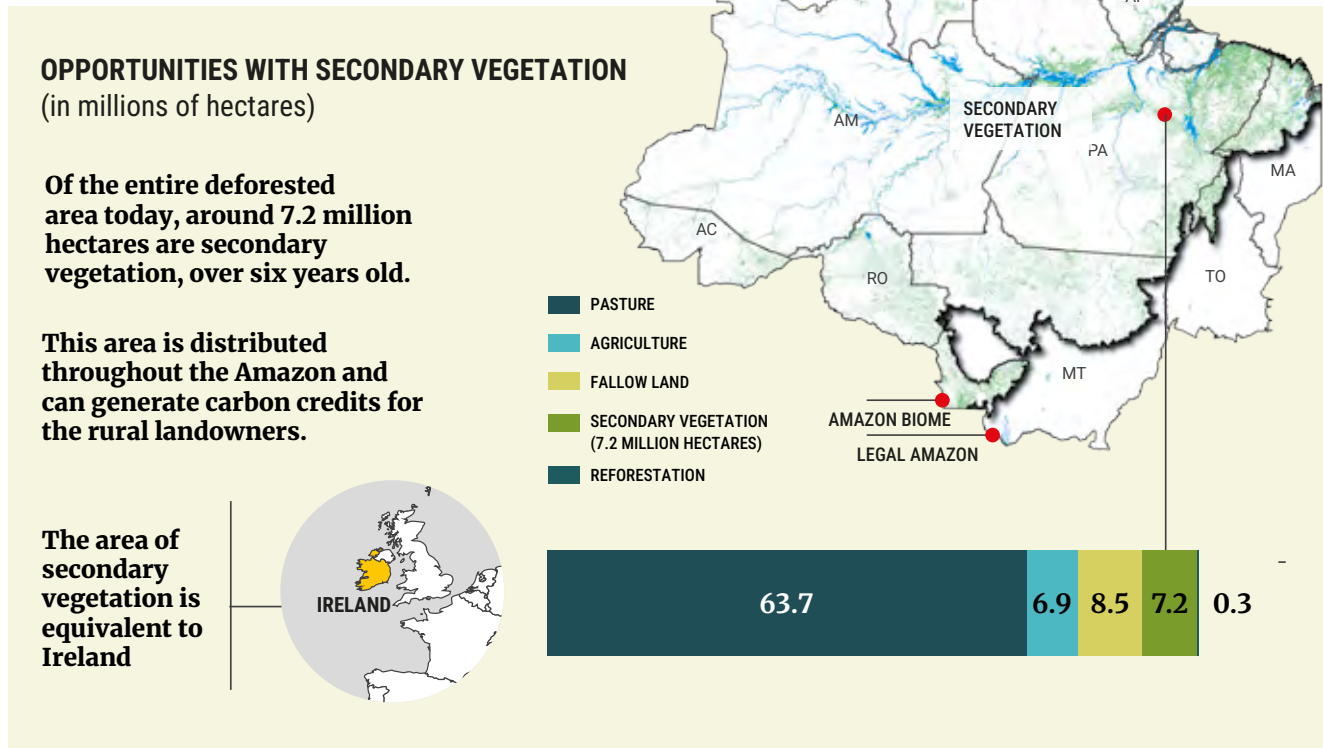 OPPORTUNITIES WITH SECONDARY VEGETATION
(in millions of hectares)
Of the entire deforested
area today, around 7.2 million
hectares are secondary
vegetation, over six years old.
This area is distributed
throughout the Amazon and
can generate carbon credits for
the rural landowners.
The area of
secondary
vegetation is
equivalent to
Ireland
IRELAND
AM
SECONDARY
VEGETATION
PA
MA
AC
RO
TO
MT
AMAZON BIOME
LEGAL AMAZON
PASTURE
AGRICULTURE
FALLOW LAND
SECONDARY VEGETATION
(7.2 MILLION HECTARES)
REFORESTATION
63.7
6.9
8.5
7.2
0.3
-